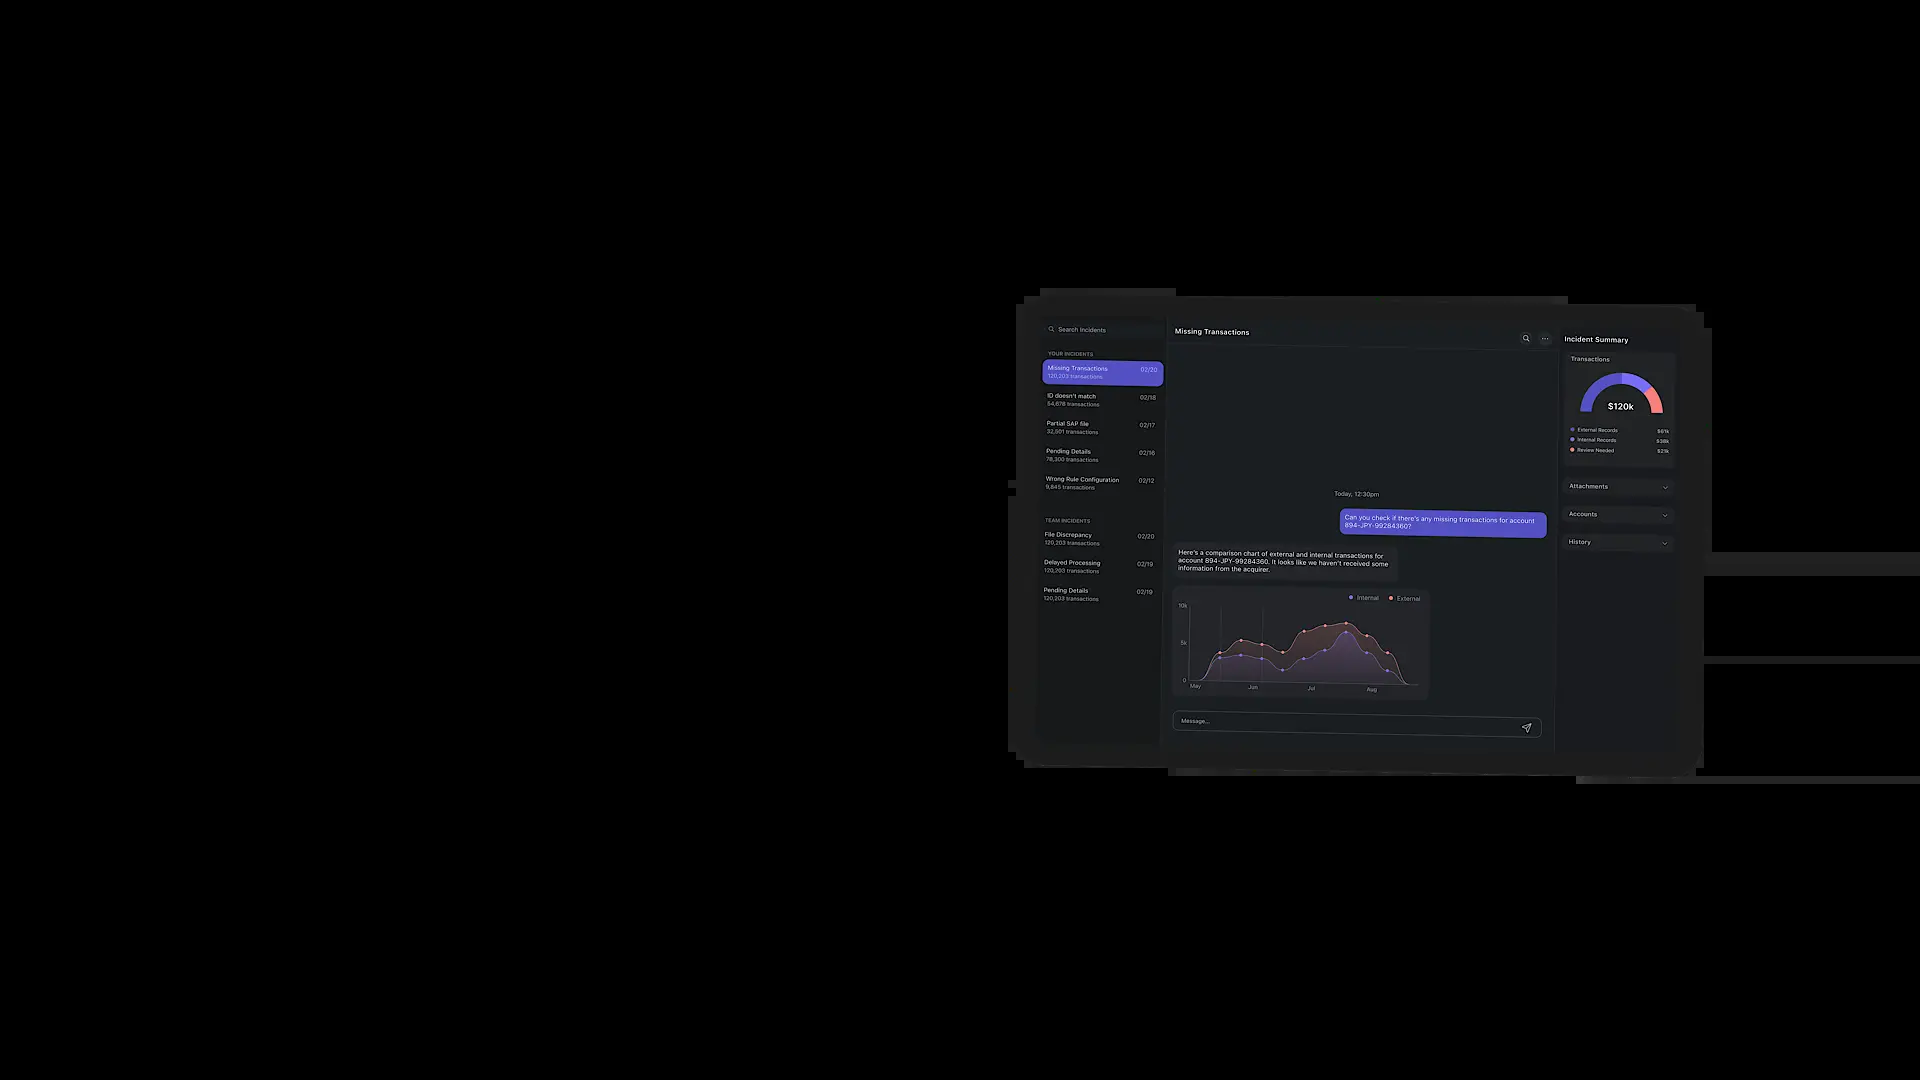 Search Incidents
YOUR INCIDENTS
Missing Transactions 02/20
120,203 transactions
ID doesn't match 02/18
54,678 transactions
Partial SAP file 02/17
32,501 transactions
Pending Details 02/16
78,300 transactions
Wrong Rule Configuration 02/12
9,845 transactions
TEAM INCIDENTS
File Discrepancy 02/20
120,203 transactions
Delayed Processing 02/19
120,203 transactions
Pending Details 02/19
120,203 transactions
Missing Transactions
Today, 12:30pm
Can you check if there's any missing transactions for account
894-JPY-99284360?
Here's a comparison chart of external and internal transactions for
account 894-JPY-99284360. It looks like we haven't received some
information from the acquirer.
Internal External
10k
5k
0
May Jun Jul Aug
Message...
Incident Summary
Transactions
$120k
External Records $61k
Internal Records $38k
Review Needed $21k
Attachments
Accounts
History